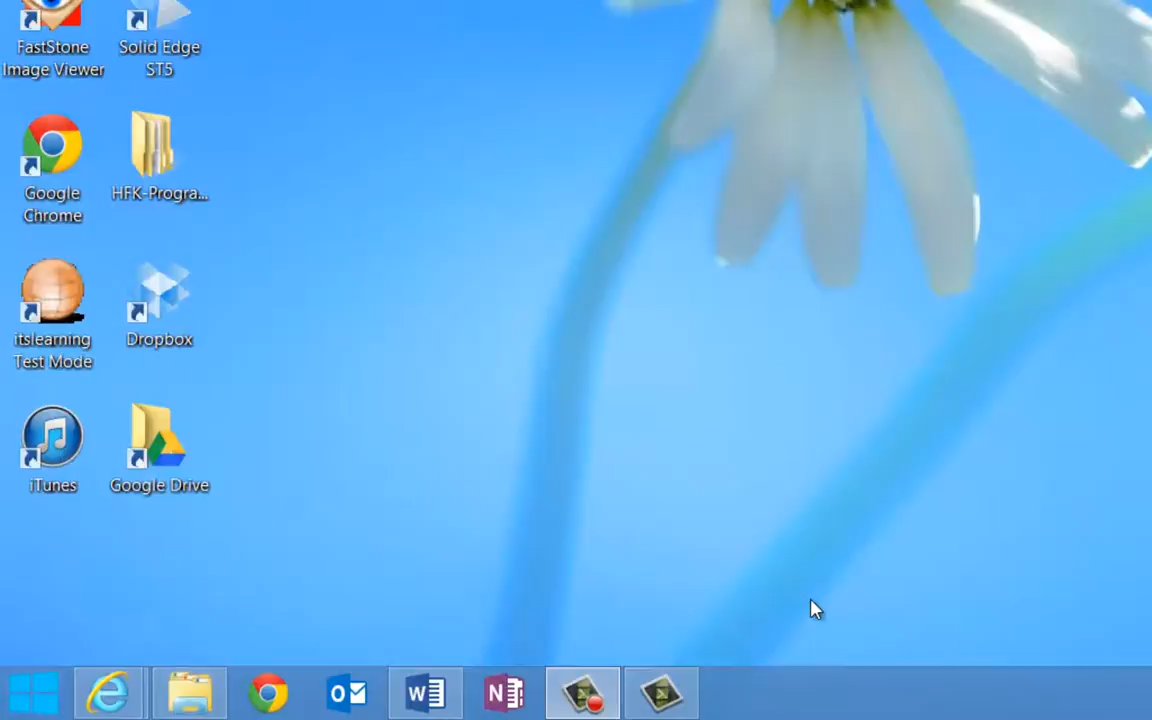 FastStone
Image Viewer
Solid Edge
ST5
Google
Chrome
HFK-Progra...
itslearning
Test Mode
Dropbox
iTunes
Google Drive